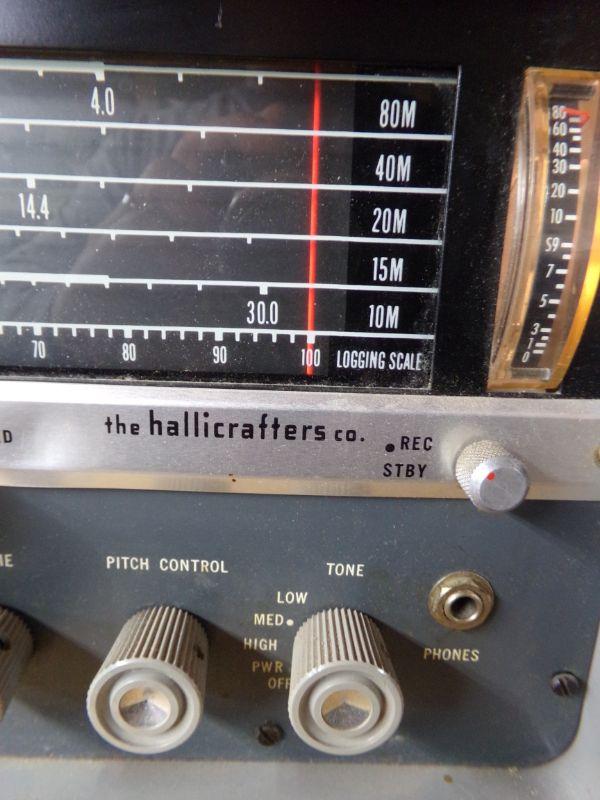 4.0 80M
40M
14.4 20M
15M
30.0 10M
70 80 90 100 LOGGING SCALE
80
60
40
30
20
10
S9
7
5
3
1
0
the hallicrafters co.
REC
STBY
PITCH CONTROL
TONE
LOW
MED
HIGH
PWR
OFF
PHONES